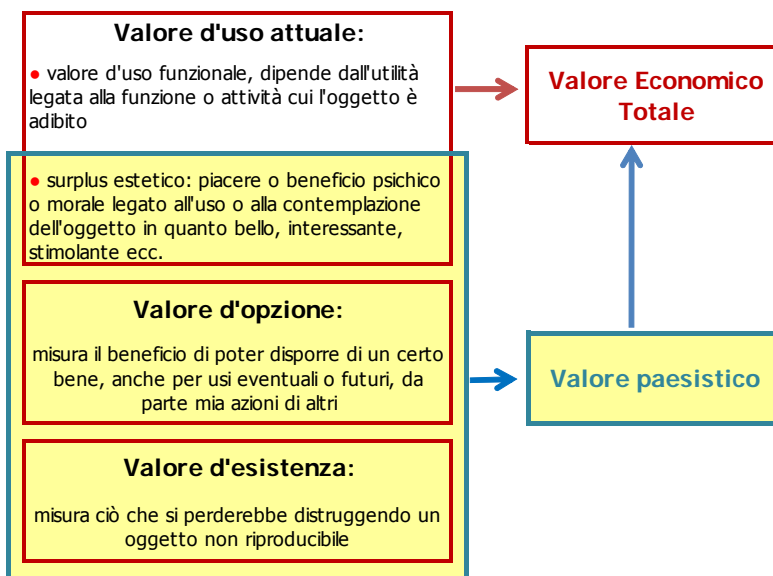 Valore d'uso attuale:
● valore d'uso funzionale, dipende dall'utilità
legata alla funzione o attività cui l'oggetto è
adibito
● surplus estetico: piacere o beneficio psichico
o morale legato all'uso o alla contemplazione
dell'oggetto in quanto bello, interessante,
stimolante ecc.
Valore d'opzione:
misura il beneficio di poter disporre di un certo
bene, anche per usi eventuali o futuri, da
parte mia azioni di altri
Valore d'esistenza:
misura ciò che si perderebbe distruggendo un
oggetto non riproducibile
Valore Economico
Totale
Valore paesistico